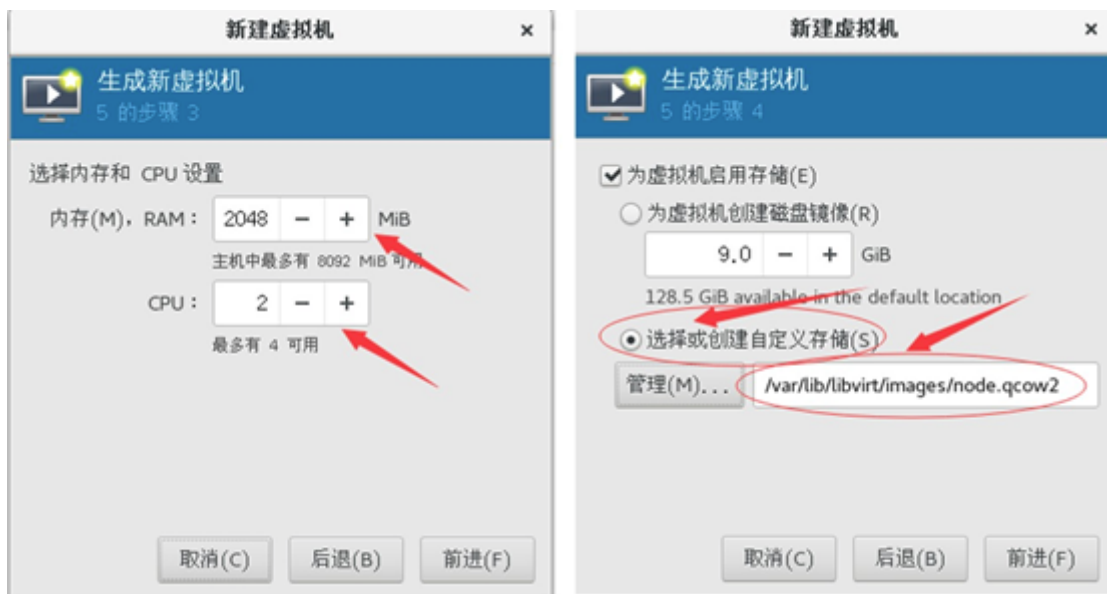 新建虚拟机 ×
生成新虚拟机
5 的步骤 3
选择内存和 CPU 设置
内存(M)，RAM： 2048 − + MiB
主机中最多有 8092 MiB 可用
CPU： 2 − +
最多有 4 可用
取消(C) 后退(B) 前进(F)
新建虚拟机 ×
生成新虚拟机
5 的步骤 4
为虚拟机启用存储(E)
为虚拟机创建磁盘镜像(R)
9.0 − + GiB
128.5 GiB available in the default location
选择或创建自定义存储(S)
管理(M)... /var/lib/libvirt/images/node.qcow2
取消(C) 后退(B) 前进(F)